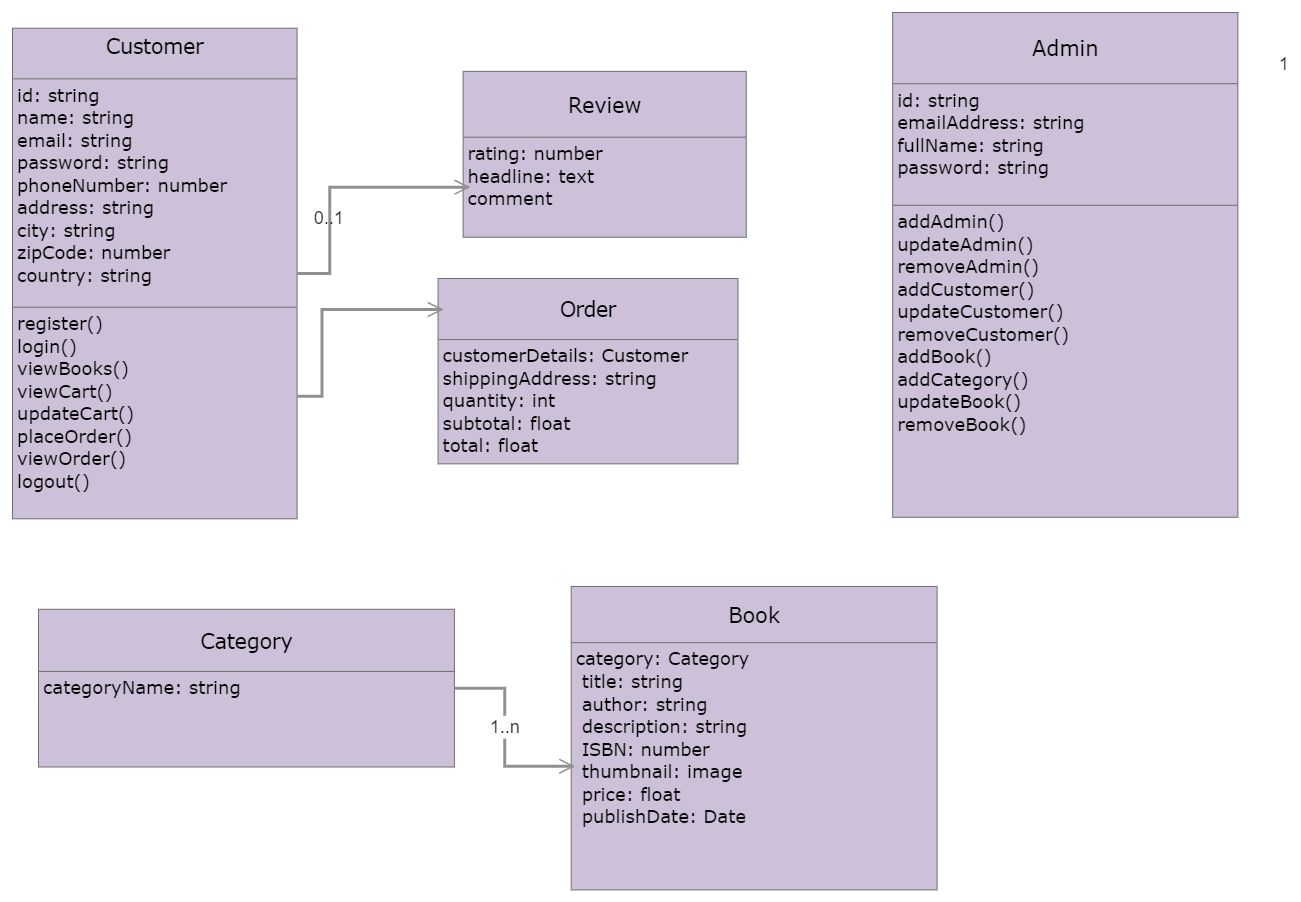 Customer
id: string
name: string
email: string
password: string
phoneNumber: number
address: string
city: string
zipCode: number
country: string
register()
login()
viewBooks()
viewCart()
updateCart()
placeOrder()
viewOrder()
logout()
0..1
Review
rating: number
headline: text
comment
Order
customerDetails: Customer
shippingAddress: string
quantity: int
subtotal: float
total: float
Admin
id: string
emailAddress: string
fullName: string
password: string
addAdmin()
updateAdmin()
removeAdmin()
addCustomer()
updateCustomer()
removeCustomer()
addBook()
addCategory()
updateBook()
removeBook()
1
Category
categoryName: string
1..n
Book
category: Category
title: string
author: string
description: string
ISBN: number
thumbnail: image
price: float
publishDate: Date